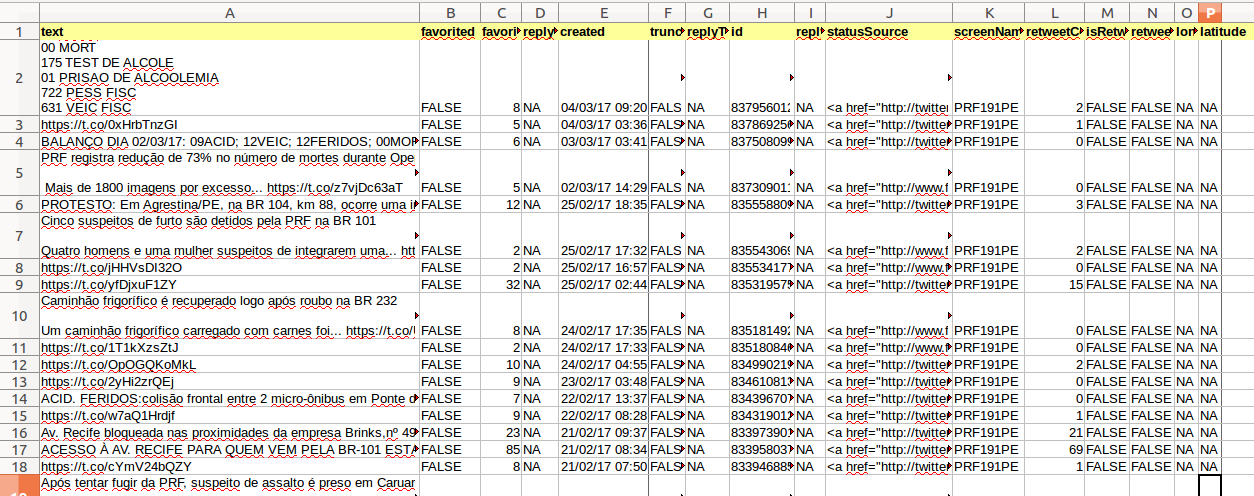 A B C D E F G H I J K L M N O P
1 text favorited favori reply created trunc replyT id repl statusSource screenNam retweetC isRetw retwee lon latitude
00 MORT
175 TEST DE ALCOLE
01 PRISAO DE ALCOOLEMIA
722 PESS FISC
2 631 VEIC FISC FALSE 8 NA 04/03/17 09:20 FALS NA 837956012 NA <a href="http://twitter PRF191PE 2 FALSE FALSE NA NA
3 https://t.co/0xHrbTnzGI FALSE 5 NA 04/03/17 03:36 FALS NA 83786925 NA <a href="http://twitte PRF191PE 1 FALSE FALSE NA NA
4 BALANÇO DIA 02/03/17: 09ACID; 12VEIC; 12FERIDOS; 00MOR FALSE 6 NA 03/03/17 03:41 FALS NA 83750809 NA <a href="http://twitte PRF191PE 0 FALSE FALSE NA NA
PRF registra redução de 73% no número de mortes durante Ope
5 Mais de 1800 imagens por excesso... https://t.co/z7vjDc63aT FALSE 5 NA 02/03/17 14:29 FALS NA 83730901 NA <a href="http://www.f PRF191PE 0 FALSE FALSE NA NA
6 PROTESTO: Em Agrestina/PE, na BR 104, km 88, ocorre uma i FALSE 12 NA 25/02/17 18:35 FALS NA 83555880 NA <a href="http://twitte PRF191PE 3 FALSE FALSE NA NA
Cinco suspeitos de furto são detidos pela PRF na BR 101
7 Quatro homens e uma mulher suspeitos de integrarem uma... htt FALSE 2 NA 25/02/17 17:32 FALS NA 83554306 NA <a href="http://www.f PRF191PE 2 FALSE FALSE NA NA
8 https://t.co/jHHVsDI32O FALSE 2 NA 25/02/17 16:57 FALS NA 83553417 NA <a href="http://www. PRF191PE 0 FALSE FALSE NA NA
9 https://t.co/yfDjxuF1ZY FALSE 32 NA 25/02/17 02:44 FALS NA 83531957 NA <a href="http://twitte PRF191PE 15 FALSE FALSE NA NA
Caminhão frigorífico é recuperado logo após roubo na BR 232
10 Um caminhão frigorífico carregado com carnes foi... https://t.co/ FALSE 8 NA 24/02/17 17:35 FALS NA 83518149 NA <a href="http://www.f PRF191PE 0 FALSE FALSE NA NA
11 https://t.co/1T1kXzsZtJ FALSE 2 NA 24/02/17 17:33 FALS NA 83518084 NA <a href="http://www. PRF191PE 0 FALSE FALSE NA NA
12 https://t.co/OpOGQKoMkL FALSE 10 NA 24/02/17 04:55 FALS NA 83499021 NA <a href="http://twitte PRF191PE 2 FALSE FALSE NA NA
13 https://t.co/2yHi2zrQEj FALSE 9 NA 23/02/17 03:48 FALS NA 83461081 NA <a href="http://twitte PRF191PE 0 FALSE FALSE NA NA
14 ACID. FERIDOS:colisão frontal entre 2 micro-ônibus em Ponte d FALSE 7 NA 22/02/17 13:37 FALS NA 83439670 NA <a href="http://twitte PRF191PE 0 FALSE FALSE NA NA
15 https://t.co/w7aQ1Hrdjf FALSE 9 NA 22/02/17 08:28 FALS NA 83431901 NA <a href="http://twitte PRF191PE 1 FALSE FALSE NA NA
16 Av. Recife bloqueada nas proximidades da empresa Brinks,nº 49 FALSE 23 NA 21/02/17 09:37 FALS NA 83397390 NA <a href="http://twitte PRF191PE 21 FALSE FALSE NA NA
17 ACESSO À AV. RECIFE PARA QUEM VEM PELA BR-101 ESTA FALSE 85 NA 21/02/17 08:34 FALS NA 83395803 NA <a href="http://twitte PRF191PE 69 FALSE FALSE NA NA
18 https://t.co/cYmV24bQZY FALSE 8 NA 21/02/17 07:50 FALS NA 83394688 NA <a href="http://twitte PRF191PE 1 FALSE FALSE NA NA
Após tentar fugir da PRF, suspeito de assalto é preso em Caruar